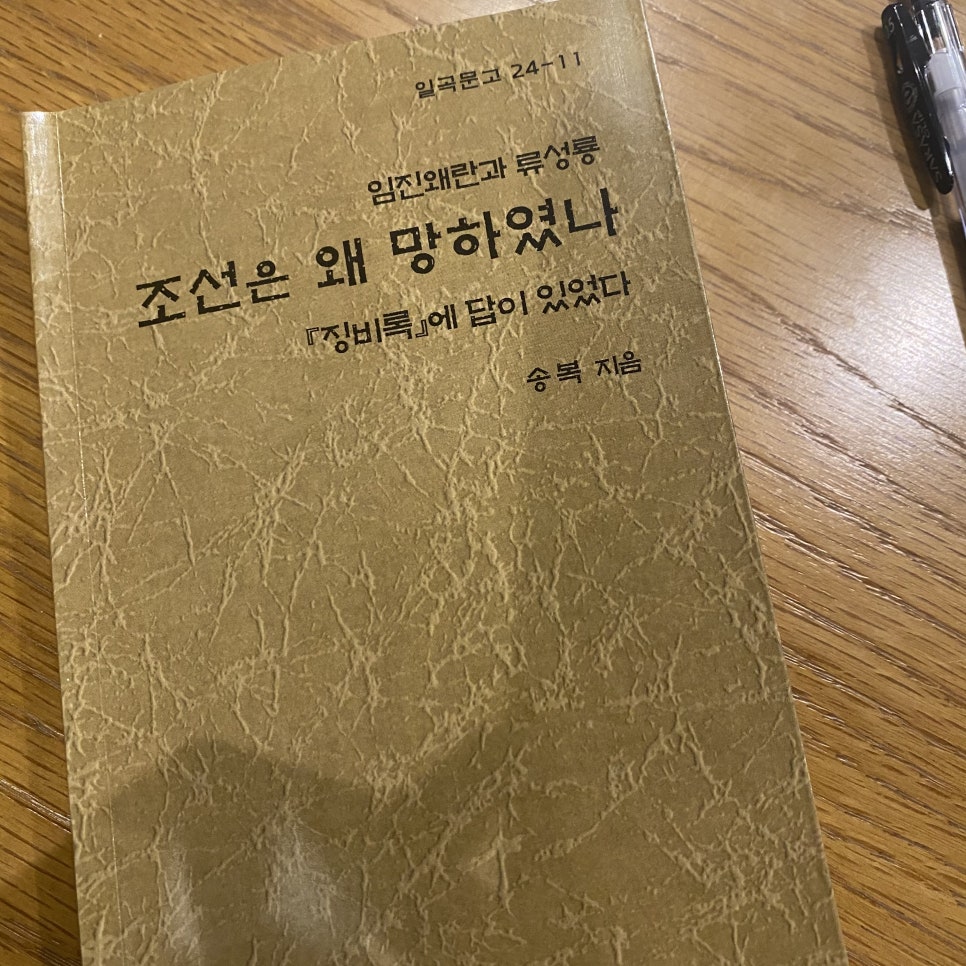 일곡문고 24-11
임진왜란과 류성룡
조선은 왜 망하였나
『징비록』에 답이 있었다
송복 지음